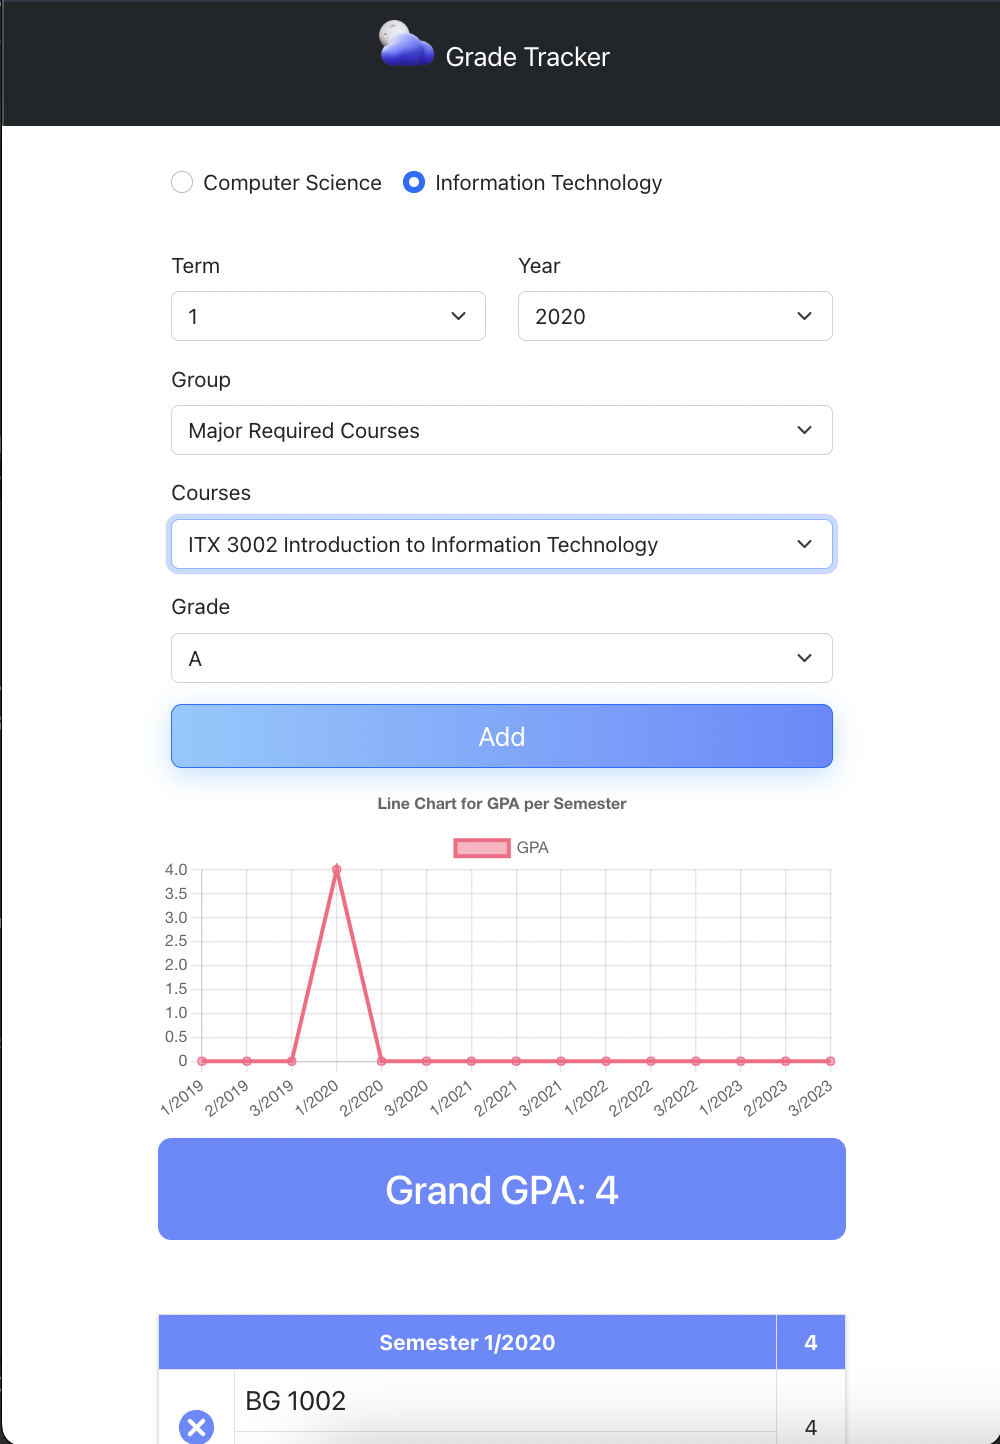 Grade Tracker
Computer Science Information Technology
Term Year
1 2020
Group
Major Required Courses
Courses
ITX 3002 Introduction to Information Technology
Grade
A
Add
Line Chart for GPA per Semester
GPA
4.0
3.5
3.0
2.5
2.0
1.5
1.0
0.5
0
1/2019 2/2019 3/2019 1/2020 2/2020 3/2020 1/2021 2/2021 3/2021 1/2022 2/2022 3/2022 1/2023 2/2023 3/2023
Grand GPA: 4
Semester 1/2020 4
BG 1002
4